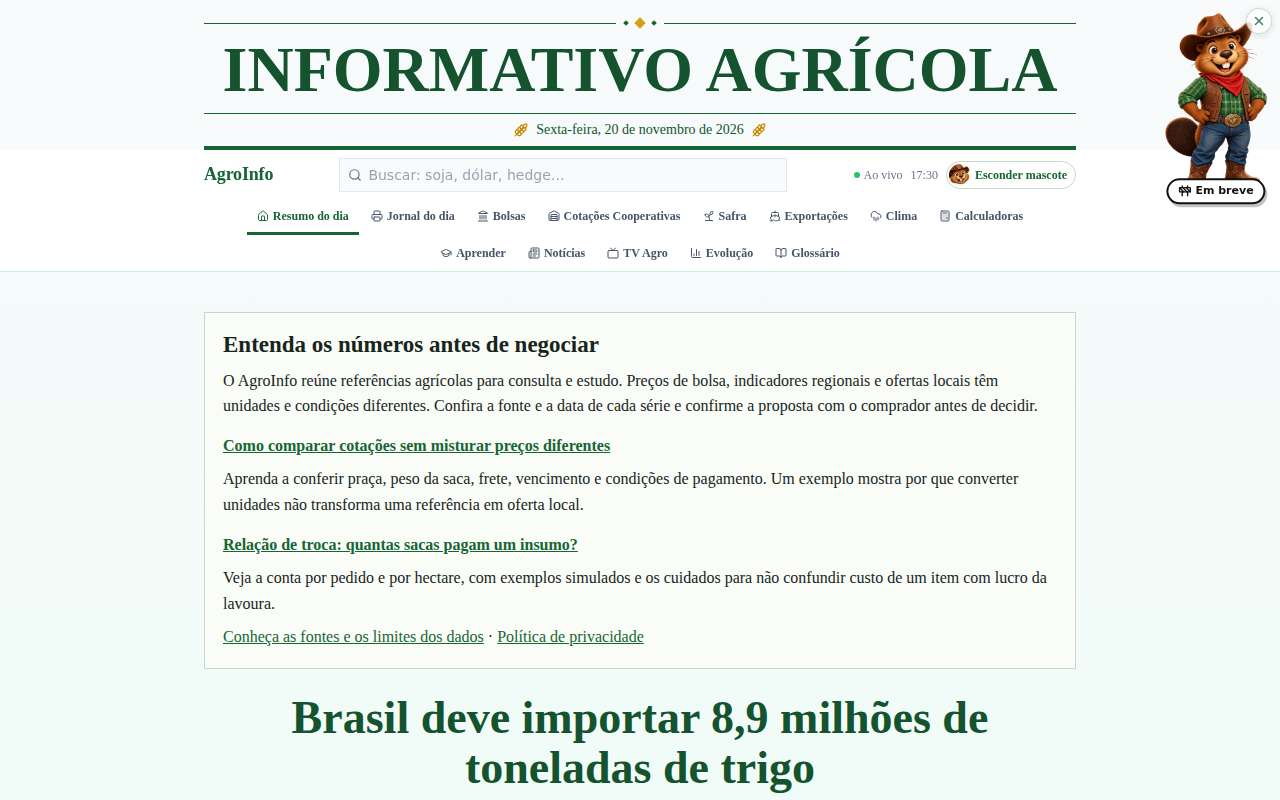 INFORMATIVO AGRÍCOLA
Sexta-feira, 20 de novembro de 2026
AgroInfo
Buscar: soja, dólar, hedge...
Ao vivo 17:30
Esconder mascote
Em breve
Resumo do dia
Jornal do dia
Bolsas
Cotações Cooperativas
Safra
Exportações
Clima
Calculadoras
Aprender
Notícias
TV Agro
Evolução
Glossário
Entenda os números antes de negociar
O AgroInfo reúne referências agrícolas para consulta e estudo. Preços de bolsa, indicadores regionais e ofertas locais têm
unidades e condições diferentes. Confira a fonte e a data de cada série e confirme a proposta com o comprador antes de decidir.
Como comparar cotações sem misturar preços diferentes
Aprenda a conferir praça, peso da saca, frete, vencimento e condições de pagamento. Um exemplo mostra por que converter
unidades não transforma uma referência em oferta local.
Relação de troca: quantas sacas pagam um insumo?
Veja a conta por pedido e por hectare, com exemplos simulados e os cuidados para não confundir custo de um item com lucro da
lavoura.
Conheça as fontes e os limites dos dados · Política de privacidade
Brasil deve importar 8,9 milhões de
toneladas de trigo